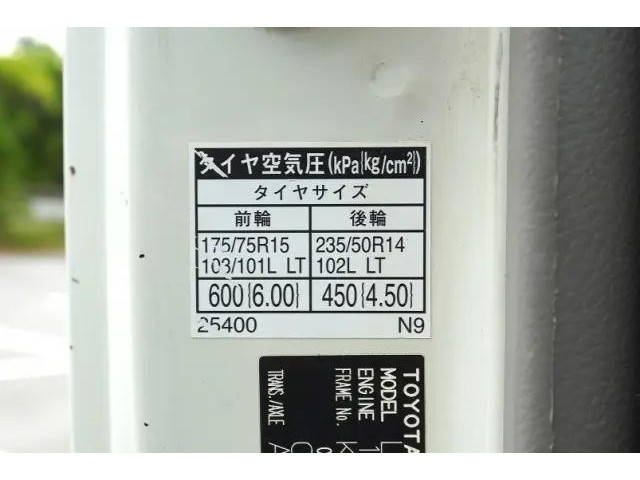 タイヤ空気圧(kPa{kg/cm²})
タイヤサイズ
前輪 後輪
175/75R15 235/50R14
103/101L LT 102L LT
600{6.00} 450{4.50}
25400 N9
TOYOTA
MODEL
ENGINE
FRAME No.
TRANS./AXLE